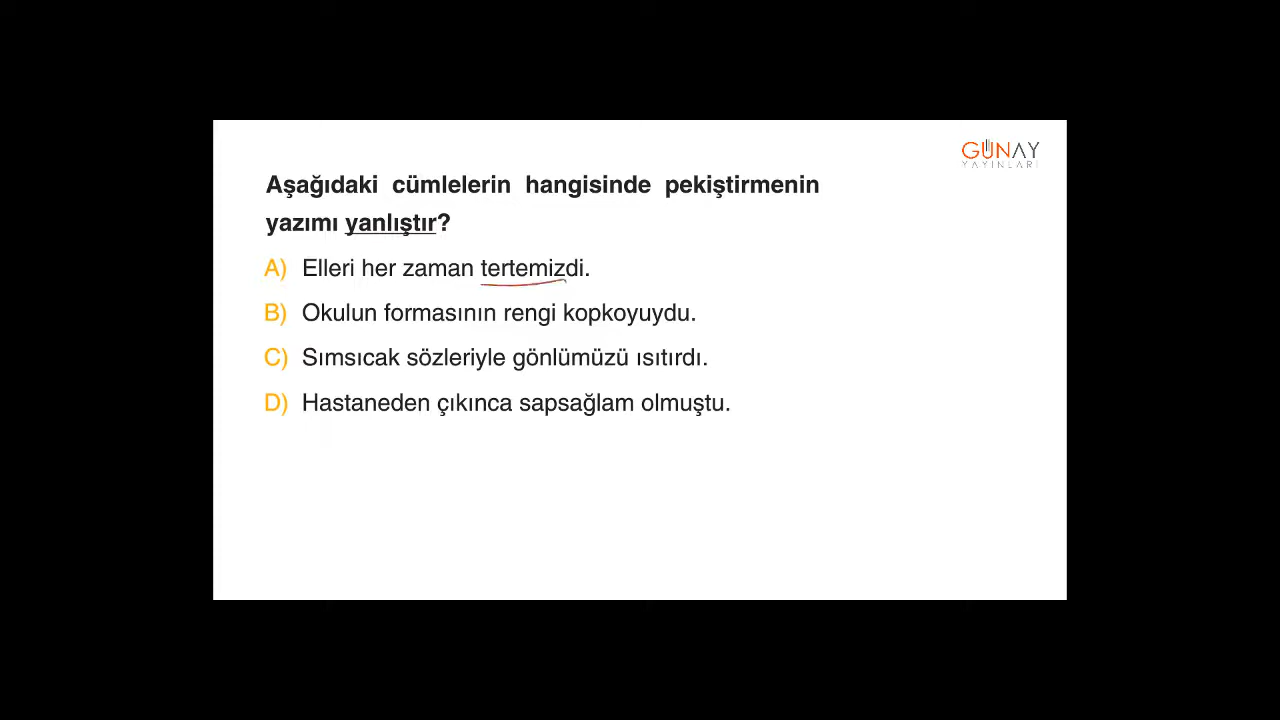 GÜNAY
YAYINLARI
Aşağıdaki cümlelerin hangisinde pekiştirmenin
yazımı yanlıştır?
A) Elleri her zaman tertemizdi.
B) Okulun formasının rengi kopkoyuydu.
C) Sımsıcak sözleriyle gönlümüzü ısıtırdı.
D) Hastaneden çıkınca sapsağlam olmuştu.